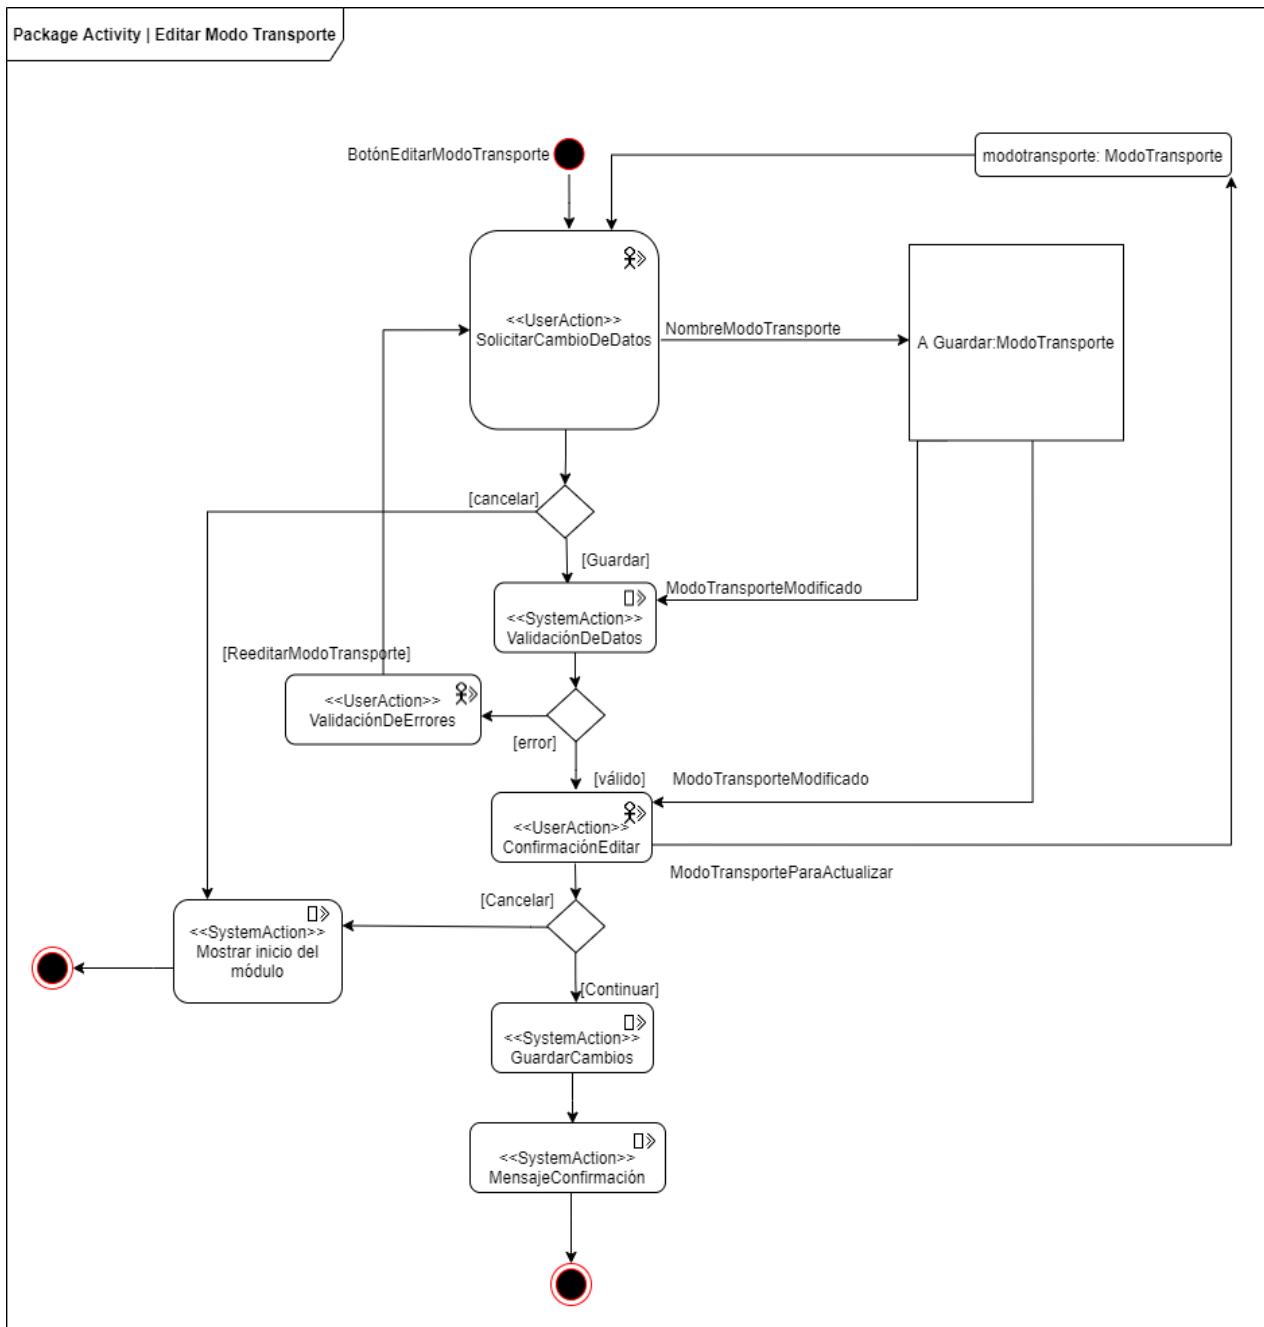 Package Activity | Editar Modo Transporte
BotónEditarModoTransporte
modotransporte: ModoTransporte
<<UserAction>>
SolicitarCambioDeDatos
NombreModoTransporte
A Guardar:ModoTransporte
[cancelar]
[Guardar]
ModoTransporteModificado
<<SystemAction>>
ValidaciónDeDatos
[ReeditarModoTransporte]
<<UserAction>>
ValidaciónDeErrores
[error]
[válido]
ModoTransporteModificado
<<UserAction>>
ConfirmaciónEditar
ModoTransporteParaActualizar
[Cancelar]
<<SystemAction>>
Mostrar inicio del
módulo
[Continuar]
<<SystemAction>>
GuardarCambios
<<SystemAction>>
MensajeConfirmación